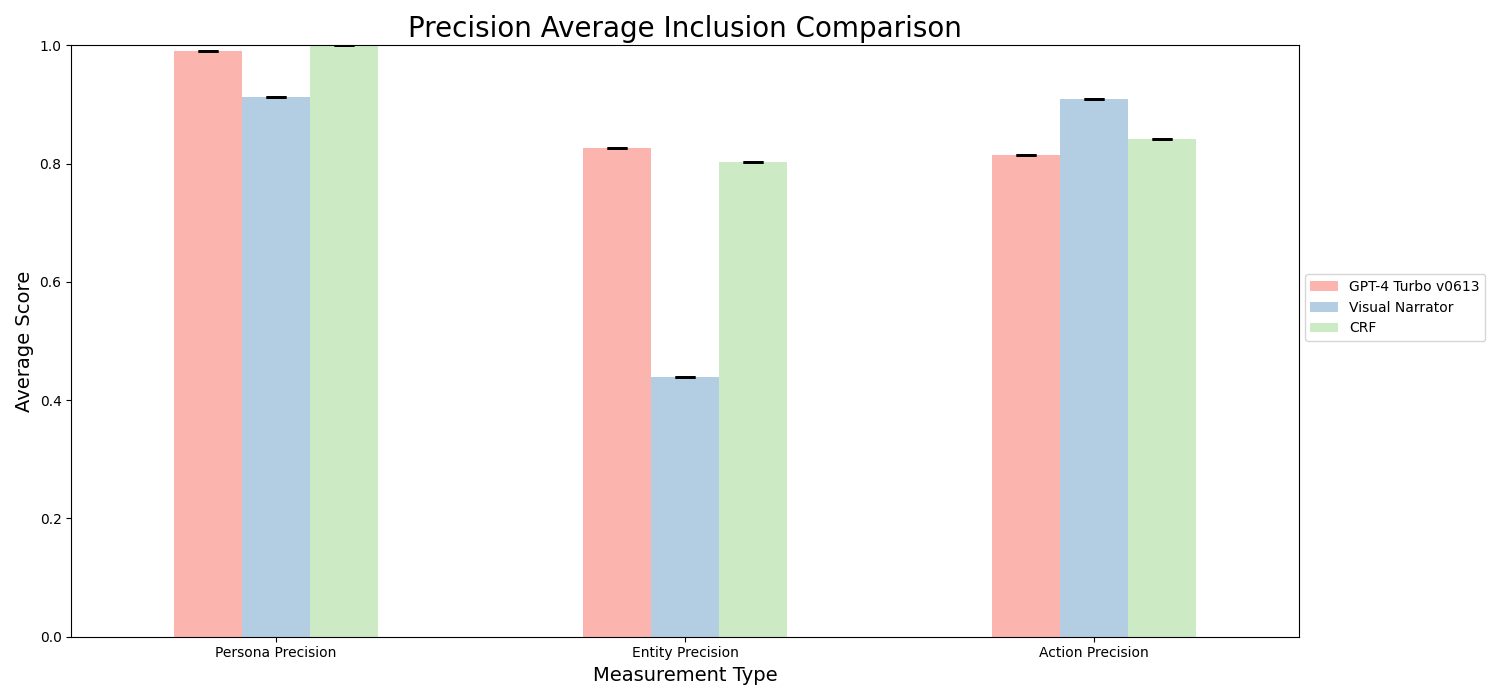 Precision Average Inclusion Comparison
1.0
0.8
0.6
0.4
0.2
0.0
Average Score
Persona Precision
Entity Precision
Action Precision
Measurement Type
GPT-4 Turbo v0613
Visual Narrator
CRF